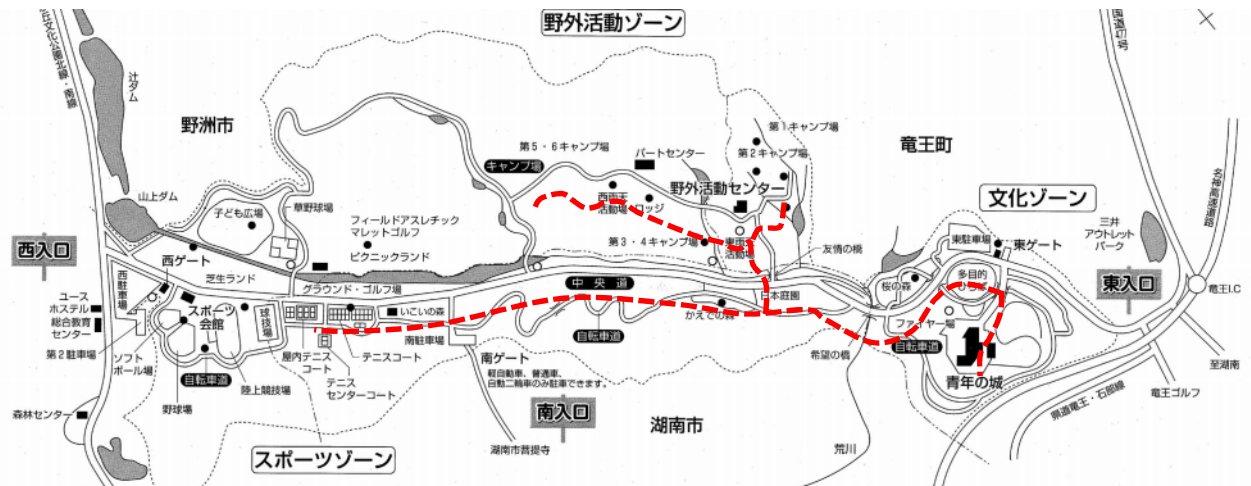 野外活動ゾーン
辻ダム
野洲市
竜王町
名神高速道路
山上ダム
子ども広場
草野球場
キャンプ場
第5・6キャンプ場
パートセンター
第1キャンプ場
第2キャンプ場
野外活動センター
西雨天
活動場
ロッジ
フィールドアスレチック
マレットゴルフ
ピクニックランド
第3・4キャンプ場
東雨天
活動場
友情の橋
文化ゾーン
東駐車場
東ゲート
三井
アウトレット
パーク
西入口
西ゲート
西駐車場
芝生ランド
グラウンド・ゴルフ場
中央道
日本庭園
桜の森
多目的
ひろば
東入口
竜王I.C
ユース
ホステル
総合教育
センター
スポーツ
会館
球技場
いこいの森
かえでの森
ファイヤー場
第2駐車場
ソフト
ボール場
自転車道
陸上競技場
屋内テニス
コート
テニスコート
テニス
センターコート
南駐車場
南ゲート
軽自動車、普通車、
自動二輪車のみ駐車できます。
自転車道
希望の橋
自転車道
青年の城
至湖南
竜王ゴルフ
県道竜王・石部線
森林センター
野球場
南入口
湖南市
荒川
スポーツゾーン
湖南市菩提寺